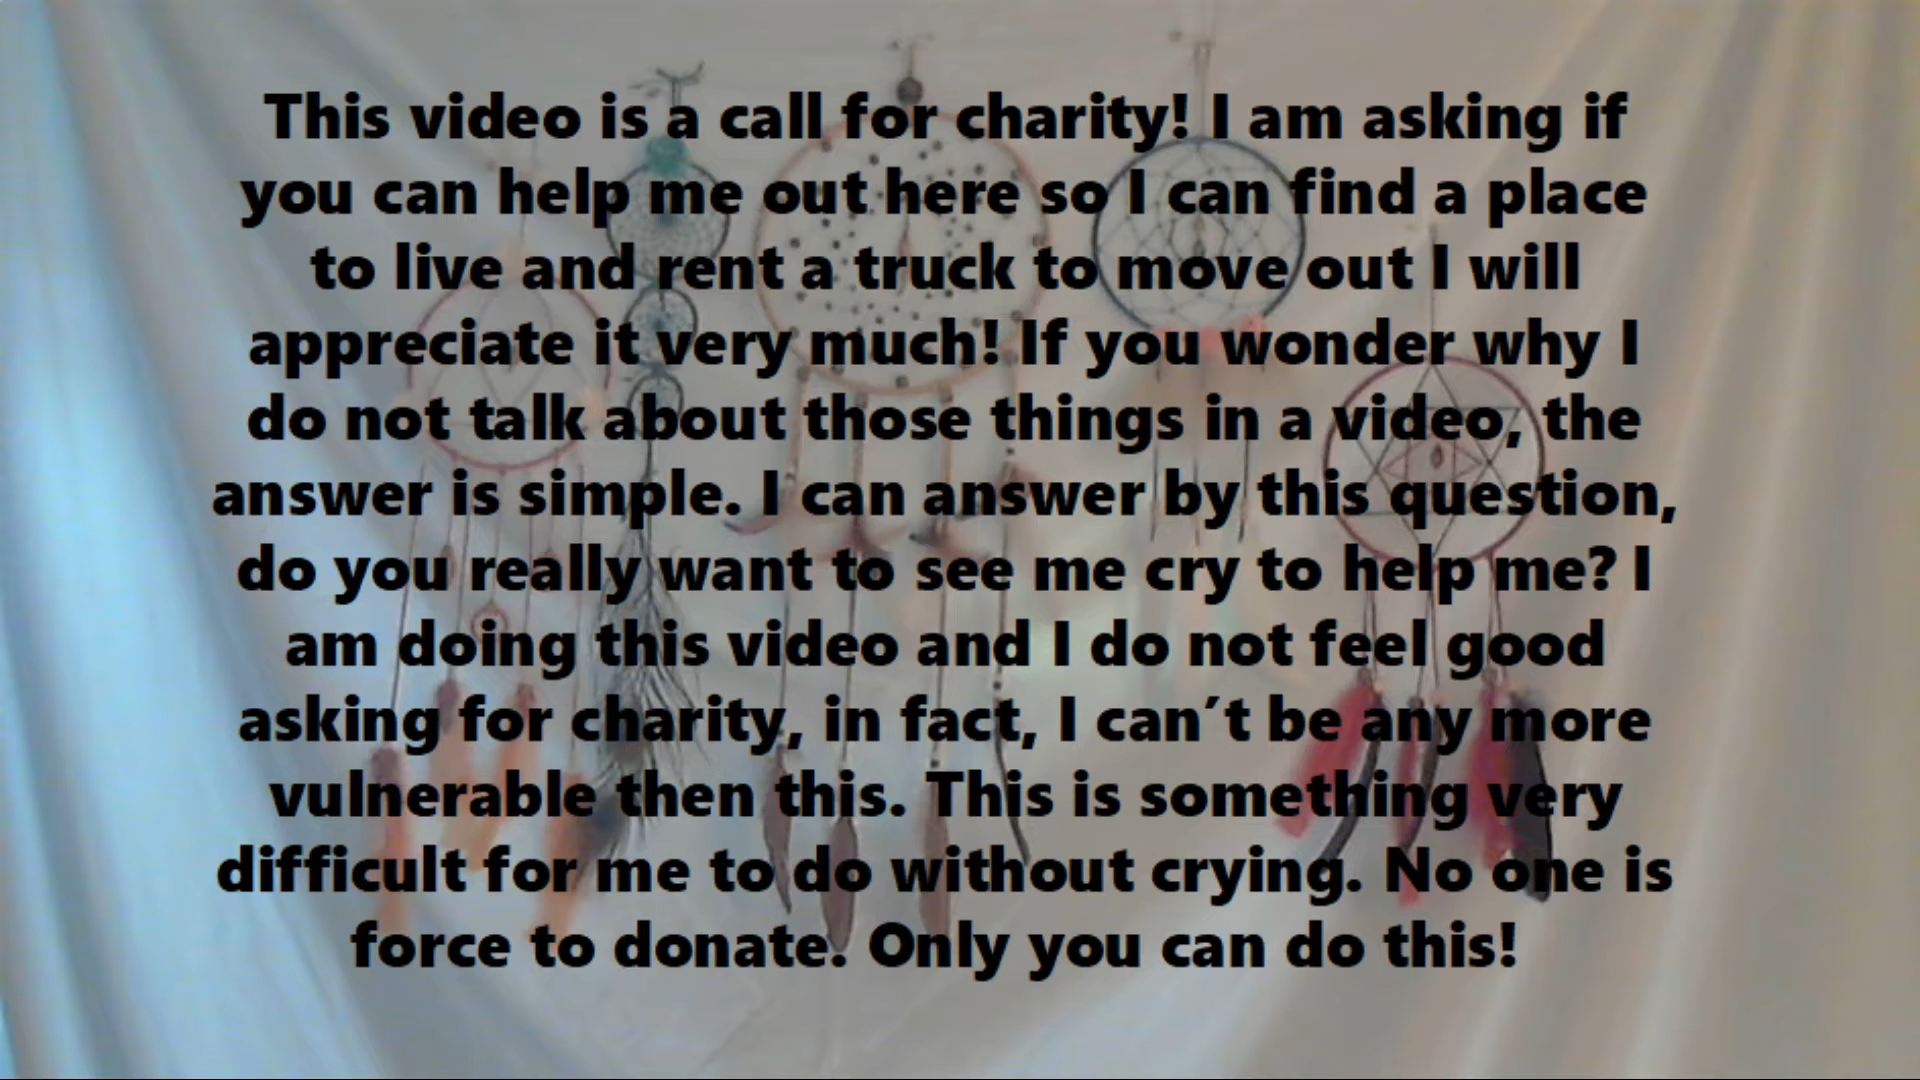 This video is a call for charity! I am asking if
you can help me out here so I can find a place
to live and rent a truck to move out I will
appreciate it very much! If you wonder why I
do not talk about those things in a video, the
answer is simple. I can answer by this question,
do you really want to see me cry to help me? I
am doing this video and I do not feel good
asking for charity, in fact, I can´t be any more
vulnerable then this. This is something very
difficult for me to do without crying. No one is
force to donate. Only you can do this!